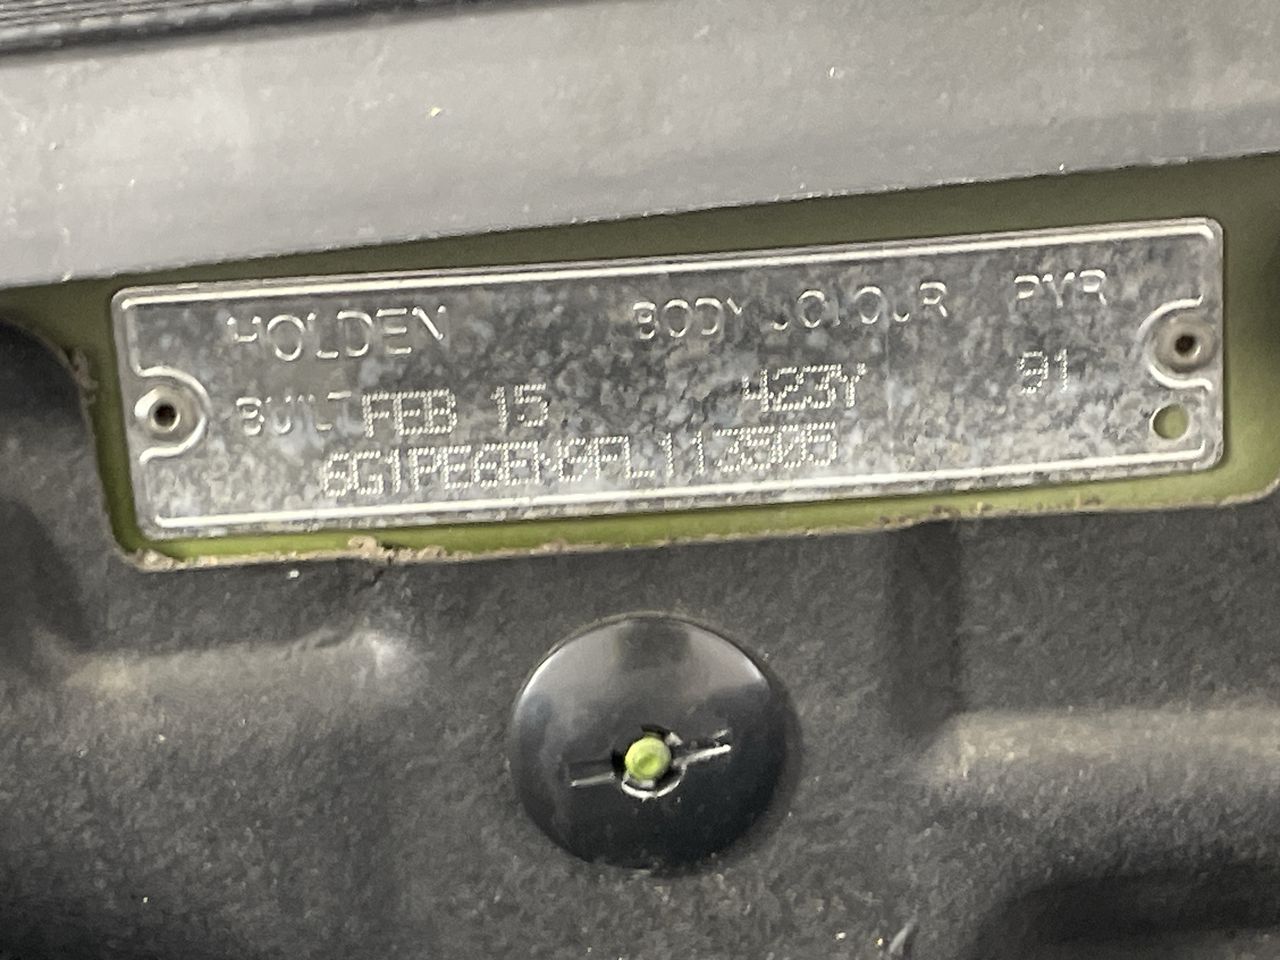 HOLDEN BODY COLOUR PYR
BUILT FEB 15 423Y 91